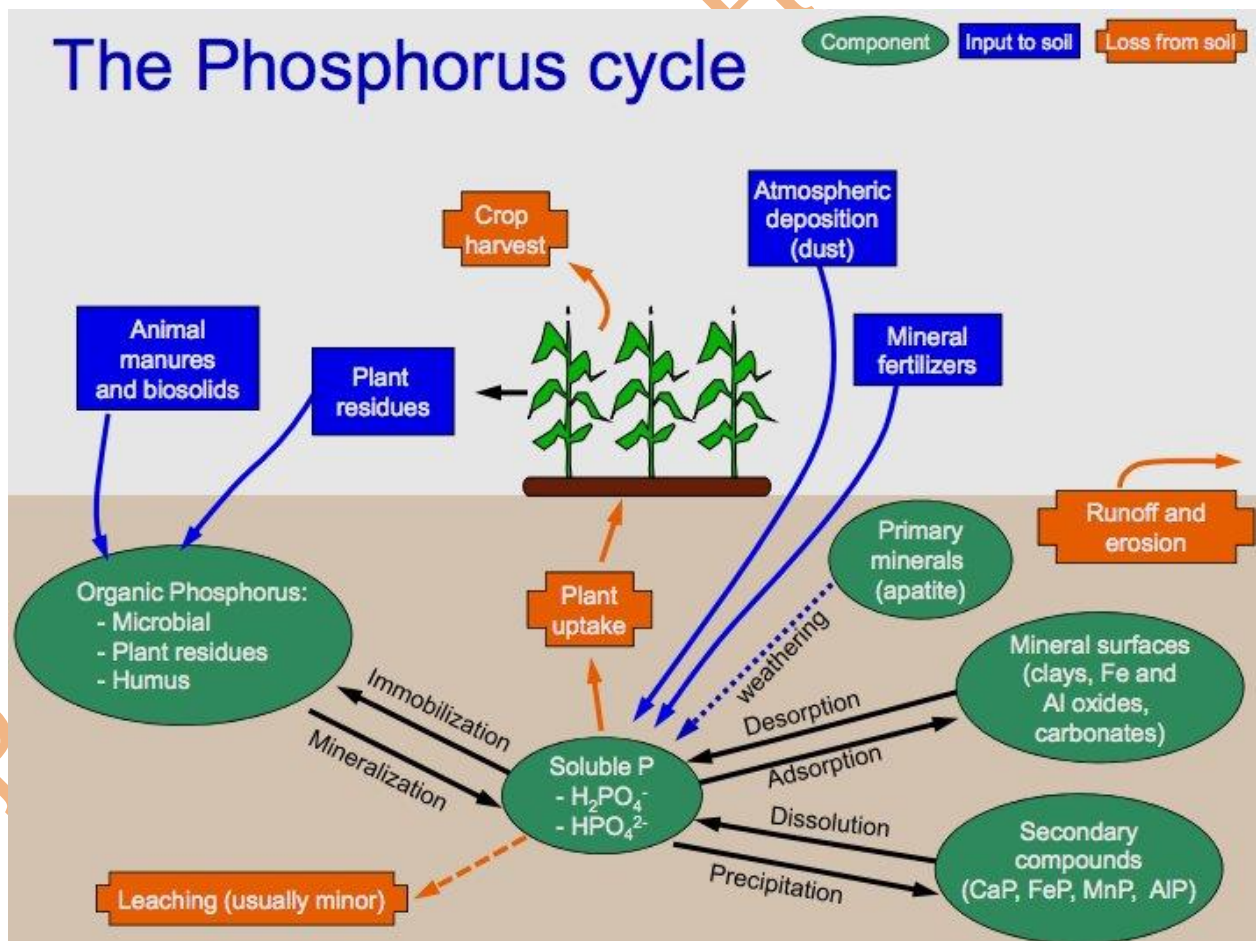 The Phosphorus cycle
Component
Input to soil
Loss from soil
Crop
harvest
Atmospheric
deposition
(dust)
Animal
manures
and biosolids
Plant
residues
Mineral
fertilizers
Runoff and
erosion
Primary
minerals
(apatite)
Organic Phosphorus:
- Microbial
- Plant residues
- Humus
Plant
uptake
weathering
Mineral surfaces
(clays, Fe and
Al oxides,
carbonates)
Immobilization
Mineralization
Desorption
Adsorption
Soluble P
- H₂PO₄⁻
- HPO₄²⁻
Dissolution
Precipitation
Secondary
compounds
(CaP, FeP, MnP, AlP)
Leaching (usually minor)